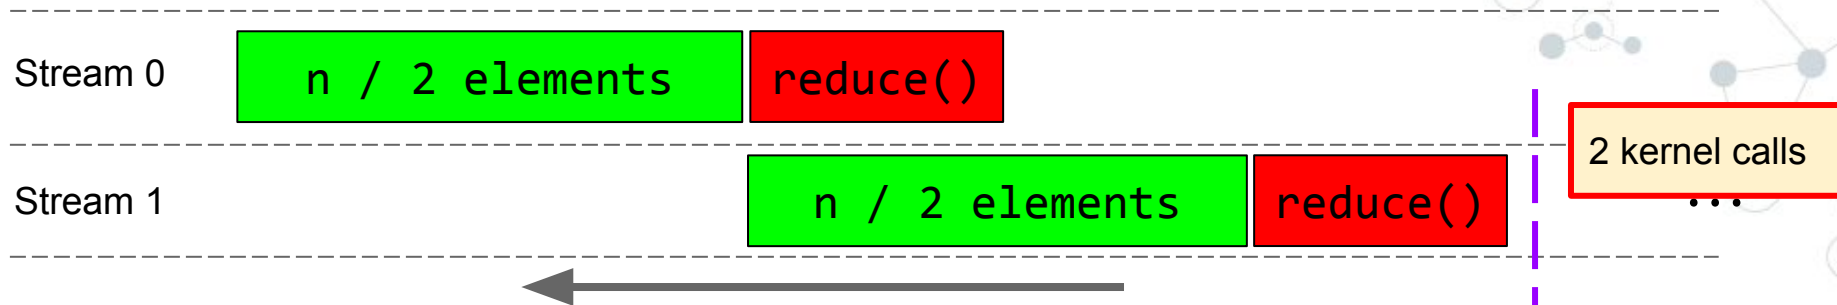 Stream 0
n / 2 elements
reduce()
2 kernel calls
Stream 1
n / 2 elements
reduce()
...